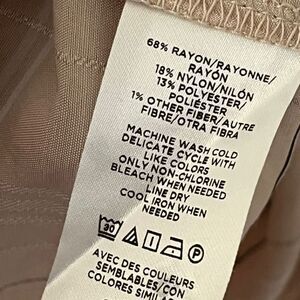 68% RAYON/RAYONNE/
RAYÓN
18% NYLON/NILÓN
13% POLYESTER/
POLIÉSTER
1% OTHER FIBER/AUTRE
FIBRE/OTRA FIBRA
MACHINE WASH COLD
DELICATE CYCLE WITH
LIKE COLORS
ONLY NON-CHLORINE
BLEACH WHEN NEEDED
LINE DRY
COOL IRON WHEN
NEEDED
30 P
AVEC DES COULEURS
SEMBLABLES/CON
COLORES